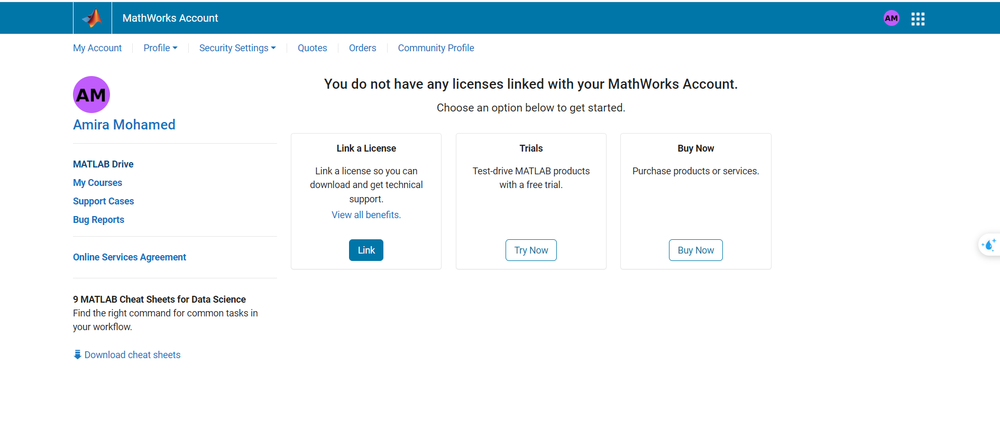 MathWorks Account
AM
My Account
Profile
Security Settings
Quotes
Orders
Community Profile
AM
Amira Mohamed
MATLAB Drive
My Courses
Support Cases
Bug Reports
Online Services Agreement
9 MATLAB Cheat Sheets for Data Science
Find the right command for common tasks in
your workflow.
Download cheat sheets
You do not have any licenses linked with your MathWorks Account.
Choose an option below to get started.
Link a License
Link a license so you can
download and get technical
support.
View all benefits.
Link
Trials
Test-drive MATLAB products
with a free trial.
Try Now
Buy Now
Purchase products or services.
Buy Now